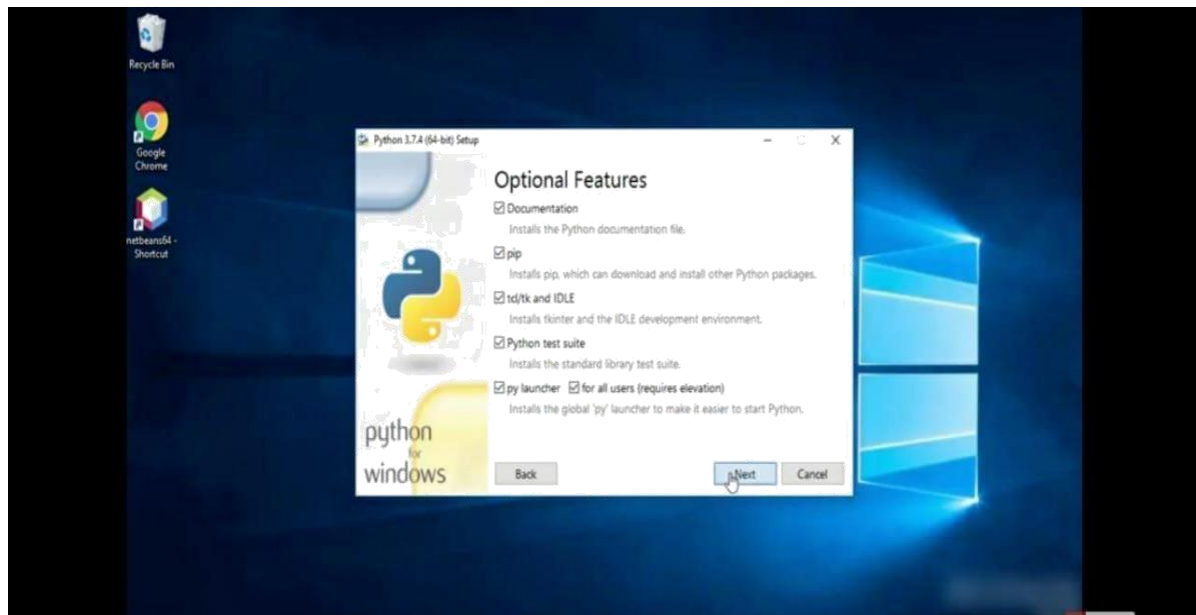 Recycle Bin
Google
Chrome
netbeans64 -
Shortcut
Python 3.7.4 (64-bit) Setup
Optional Features
Documentation
Installs the Python documentation file.
pip
Installs pip, which can download and install other Python packages.
tcl/tk and IDLE
Installs tkinter and the IDLE development environment.
Python test suite
Installs the standard library test suite.
py launcher for all users (requires elevation)
Installs the global 'py' launcher to make it easier to start Python.
python
for
windows
Back Next Cancel